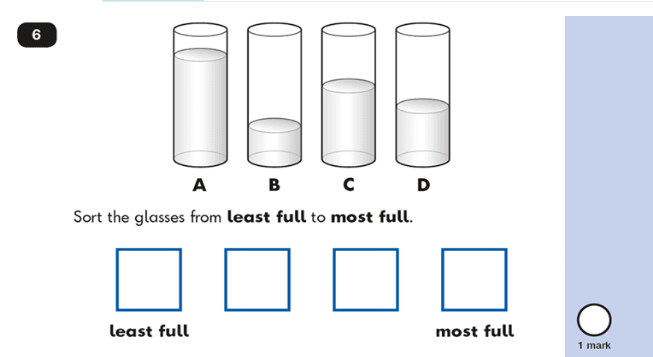 6
A B C D
Sort the glasses from least full to most full.
least full most full
1 mark